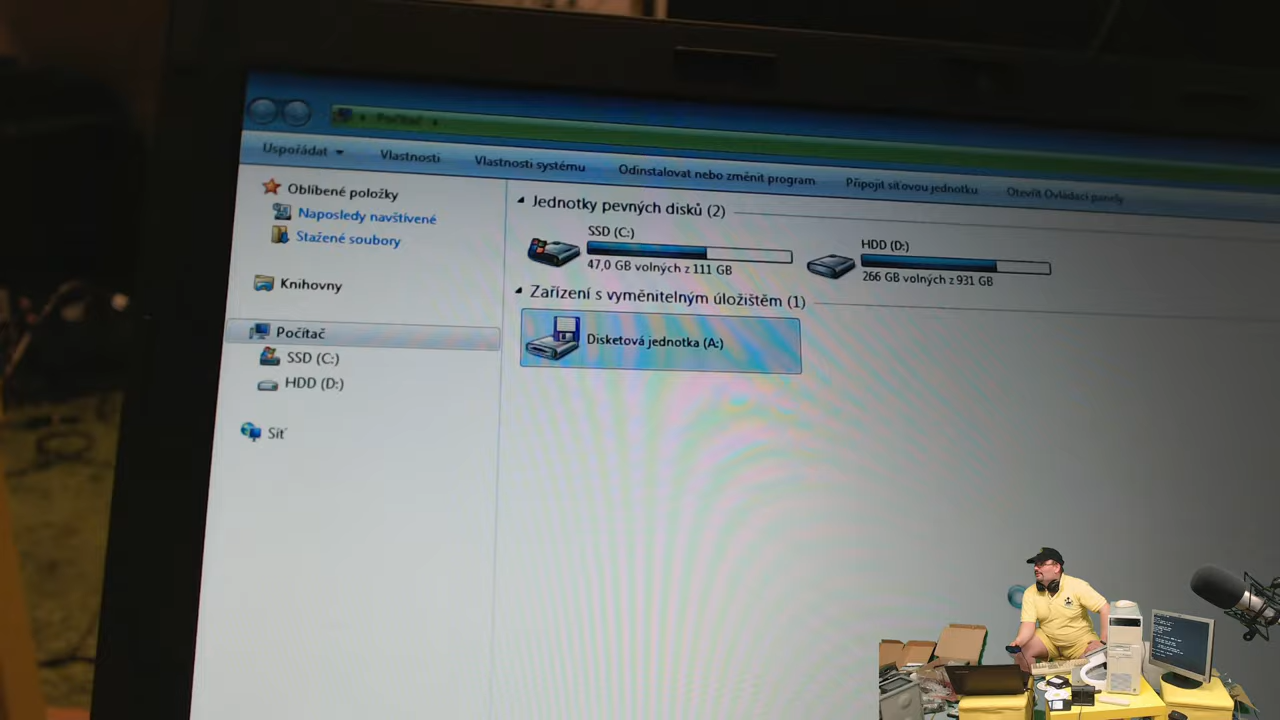 Počítač
Uspořádat
Vlastnosti
Vlastnosti systému
Odinstalovat nebo změnit program
Připojit síťovou jednotku
Otevřít Ovládací panely
Oblíbené položky
Naposledy navštívené
Stažené soubory
Knihovny
Počítač
SSD (C:)
HDD (D:)
Síť
Jednotky pevných disků (2)
SSD (C:)
47,0 GB volných z 111 GB
HDD (D:)
266 GB volných z 931 GB
Zařízení s vyměnitelným úložištěm (1)
Disketová jednotka (A:)